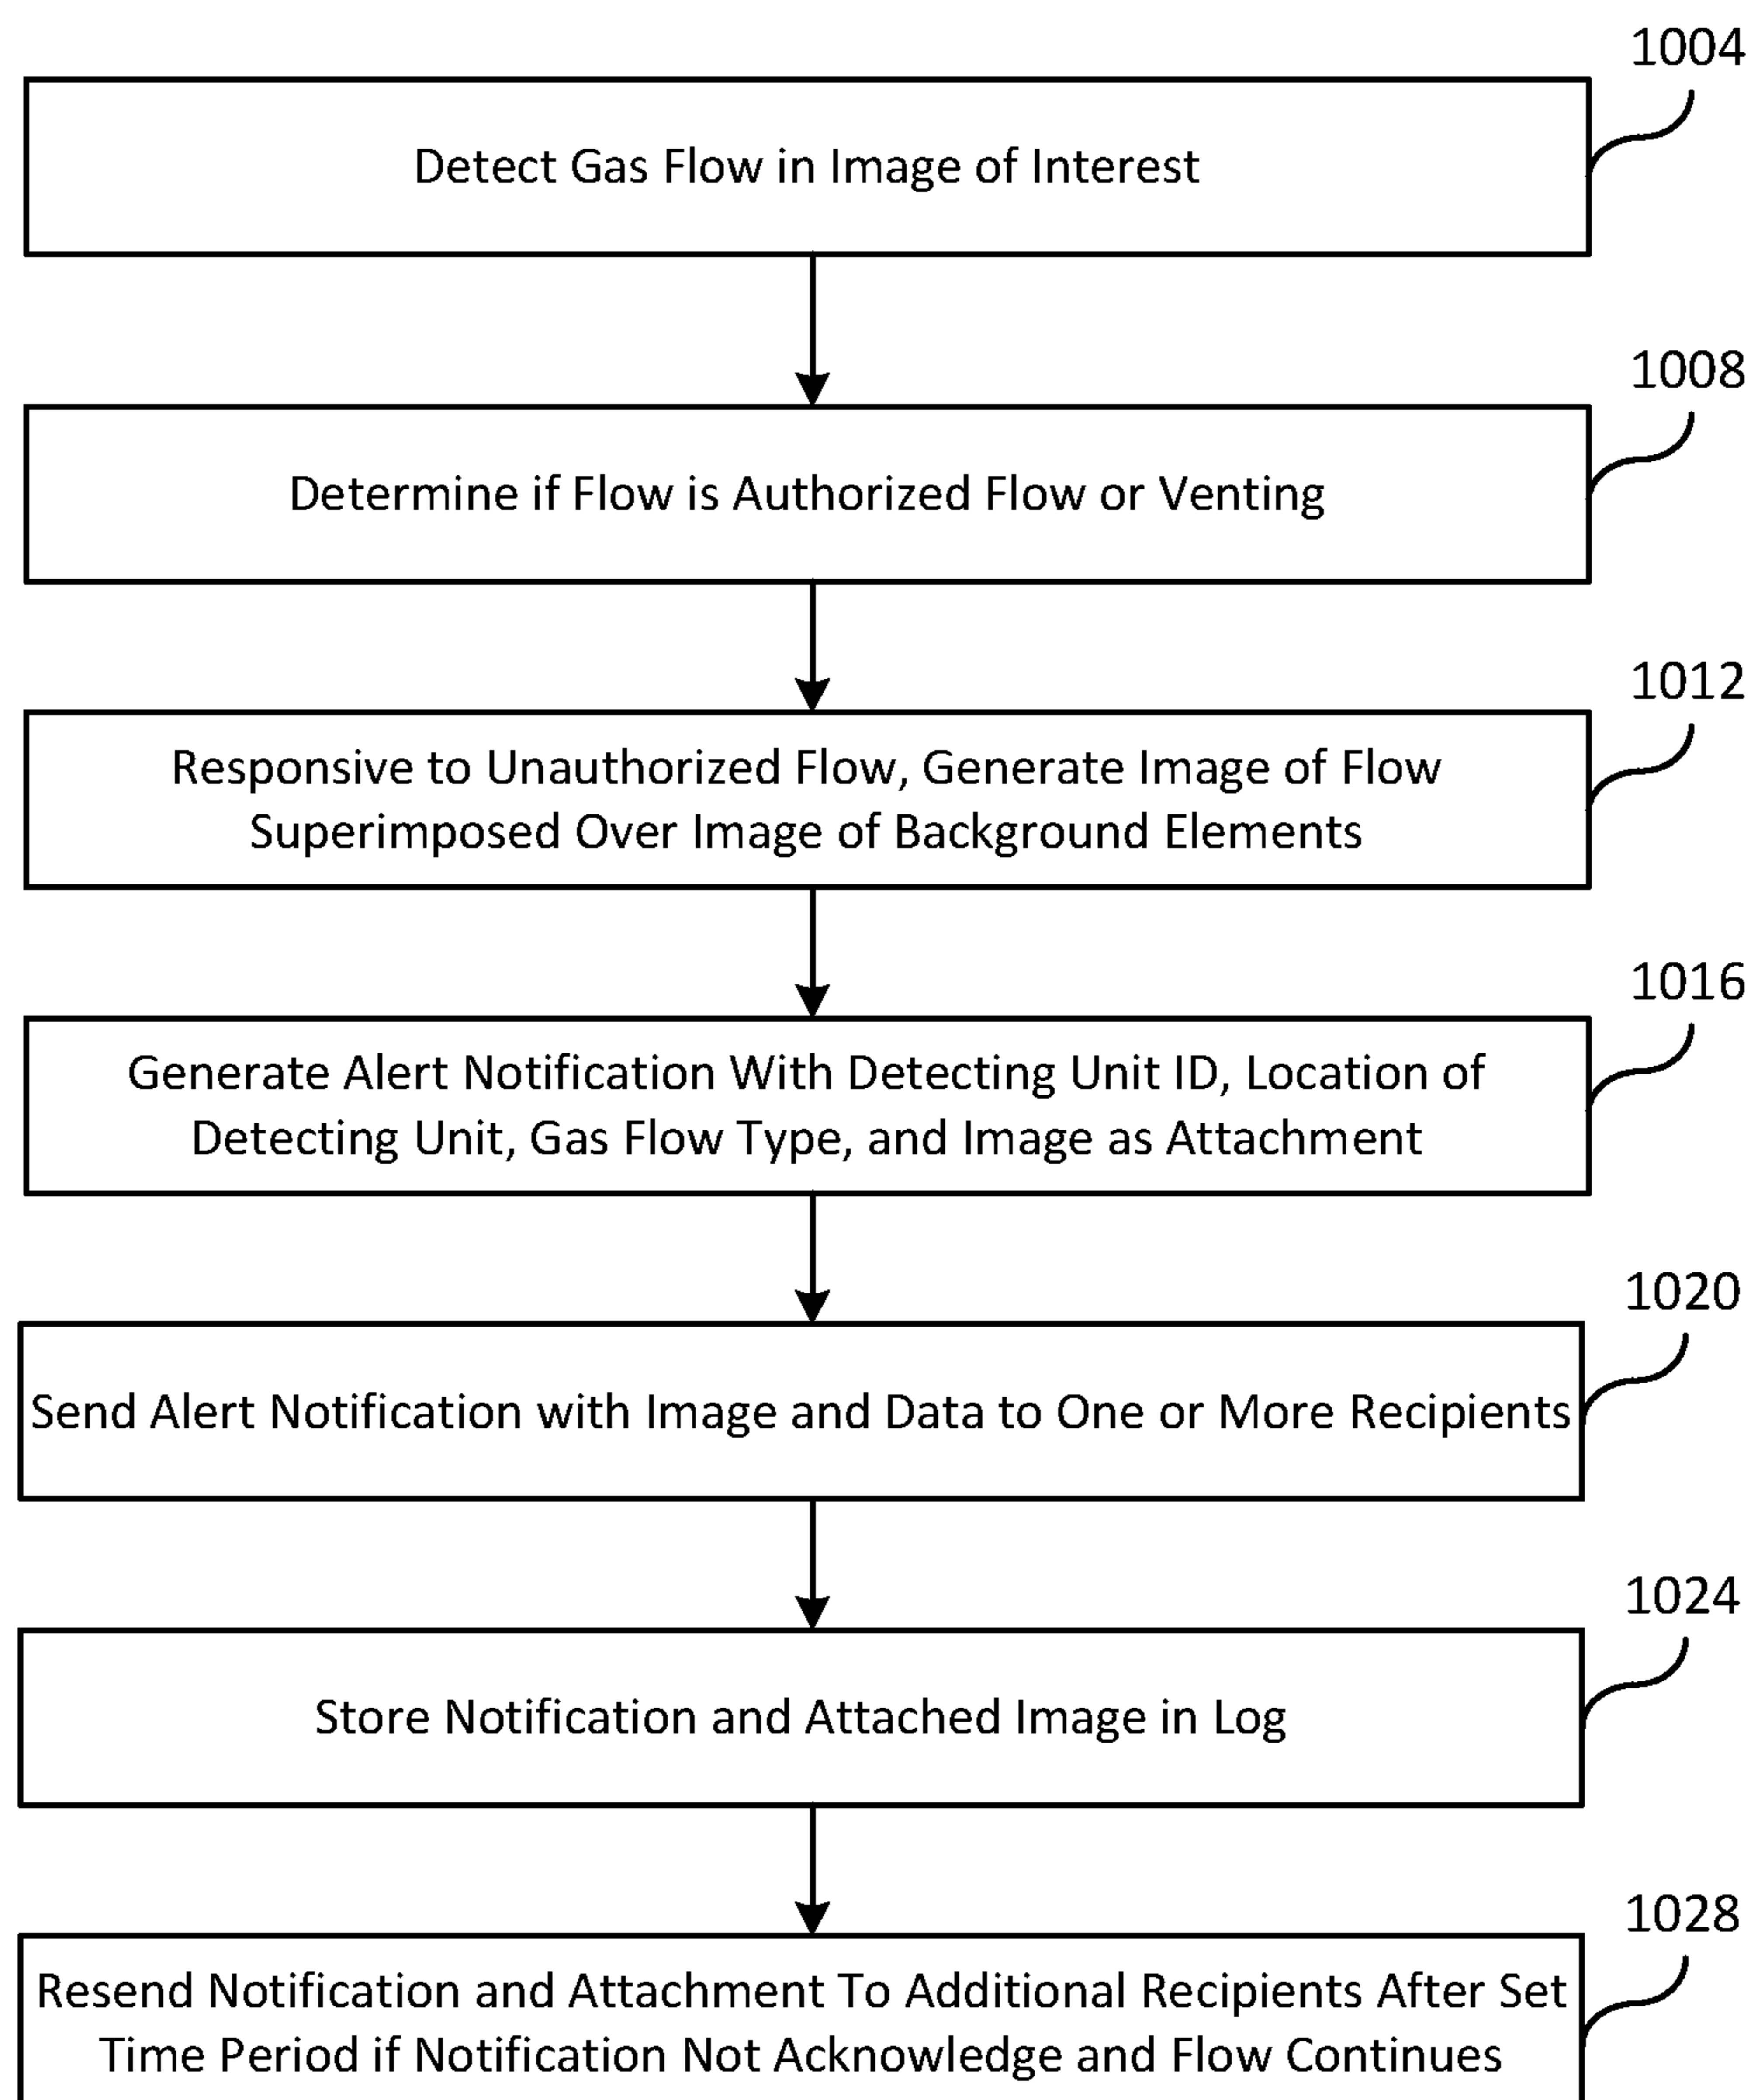 1004
Detect Gas Flow in Image of Interest
1008
Determine if Flow is Authorized Flow or Venting
1012
Responsive to Unauthorized Flow, Generate Image of Flow
Superimposed Over Image of Background Elements
1016
Generate Alert Notification With Detecting Unit ID, Location of
Detecting Unit, Gas Flow Type, and Image as Attachment
1020
Send Alert Notification with Image and Data to One or More Recipients
1024
Store Notification and Attached Image in Log
1028
Resend Notification and Attachment To Additional Recipients After Set
Time Period if Notification Not Acknowledge and Flow Continues